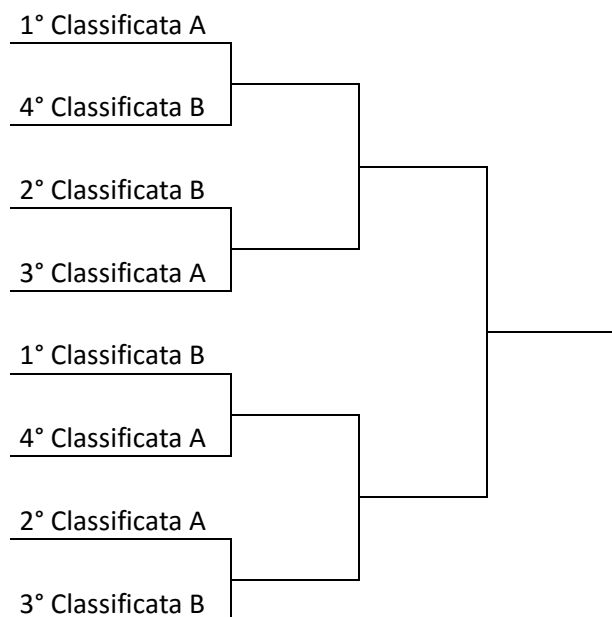 1° Classificata A
4° Classificata B
2° Classificata B
3° Classificata A
1° Classificata B
4° Classificata A
2° Classificata A
3° Classificata B